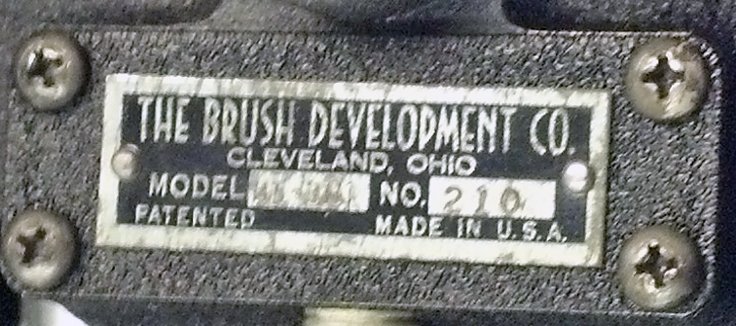 THE BRUSH DEVELOPMENT CO.
CLEVELAND, OHIO
MODEL NO. 210
PATENTED MADE IN U.S.A.